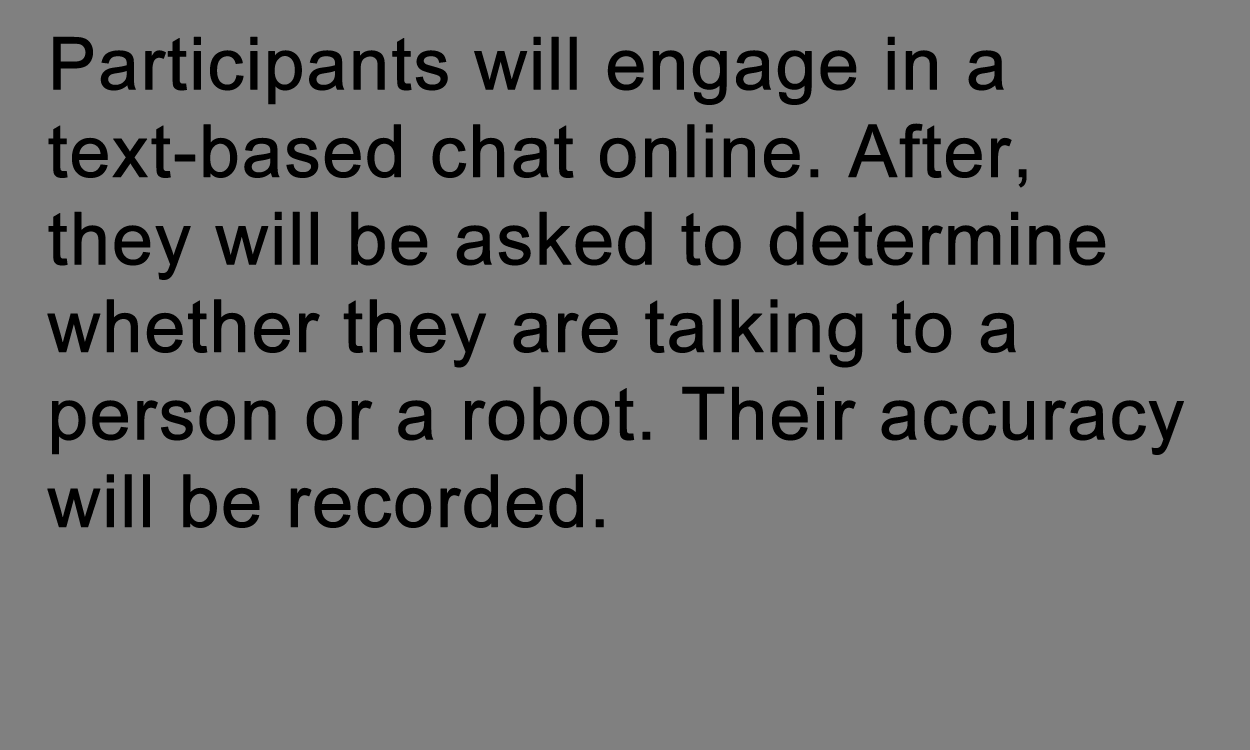 Participants will engage in a
text-based chat online. After,
they will be asked to determine
whether they are talking to a
person or a robot. Their accuracy
will be recorded.